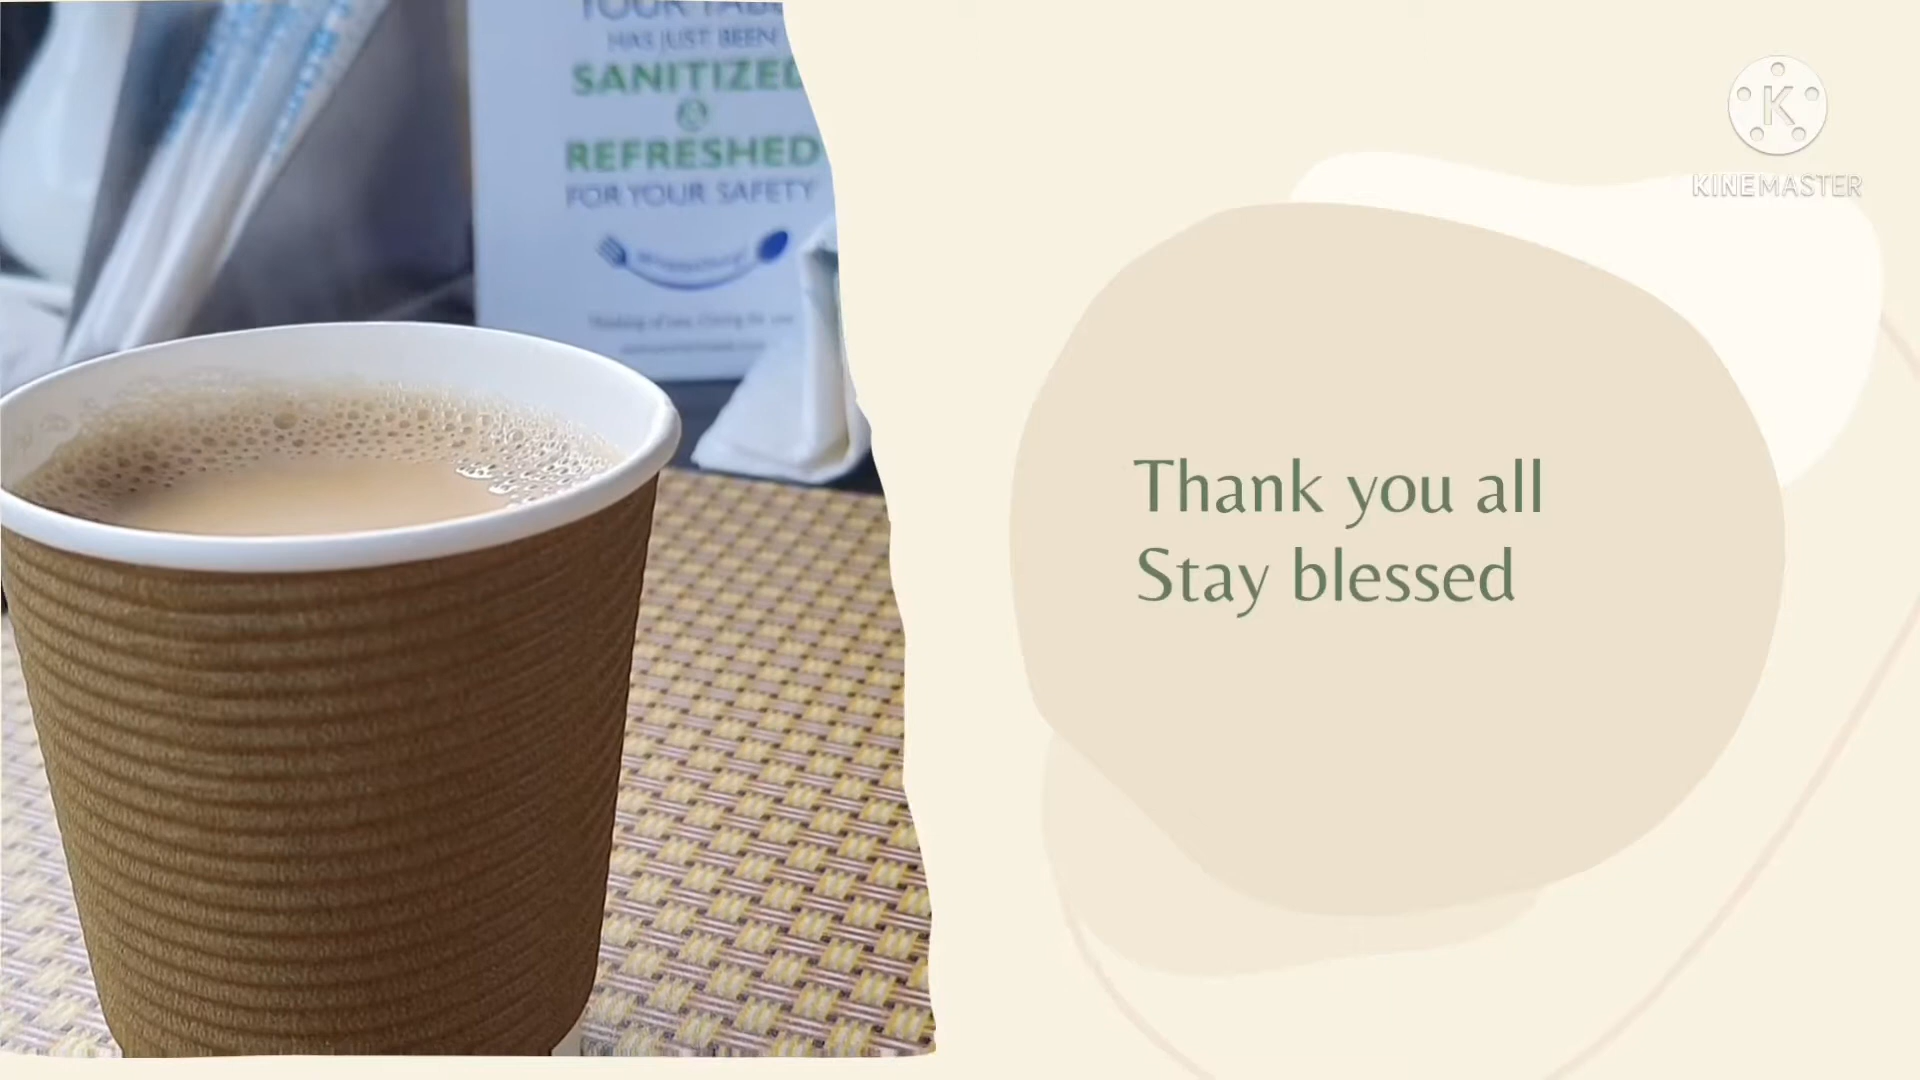 HAS JUST BEEN
SANITIZED
&
REFRESHED
FOR YOUR SAFETY
K
KINEMASTER
Thank you all
Stay blessed